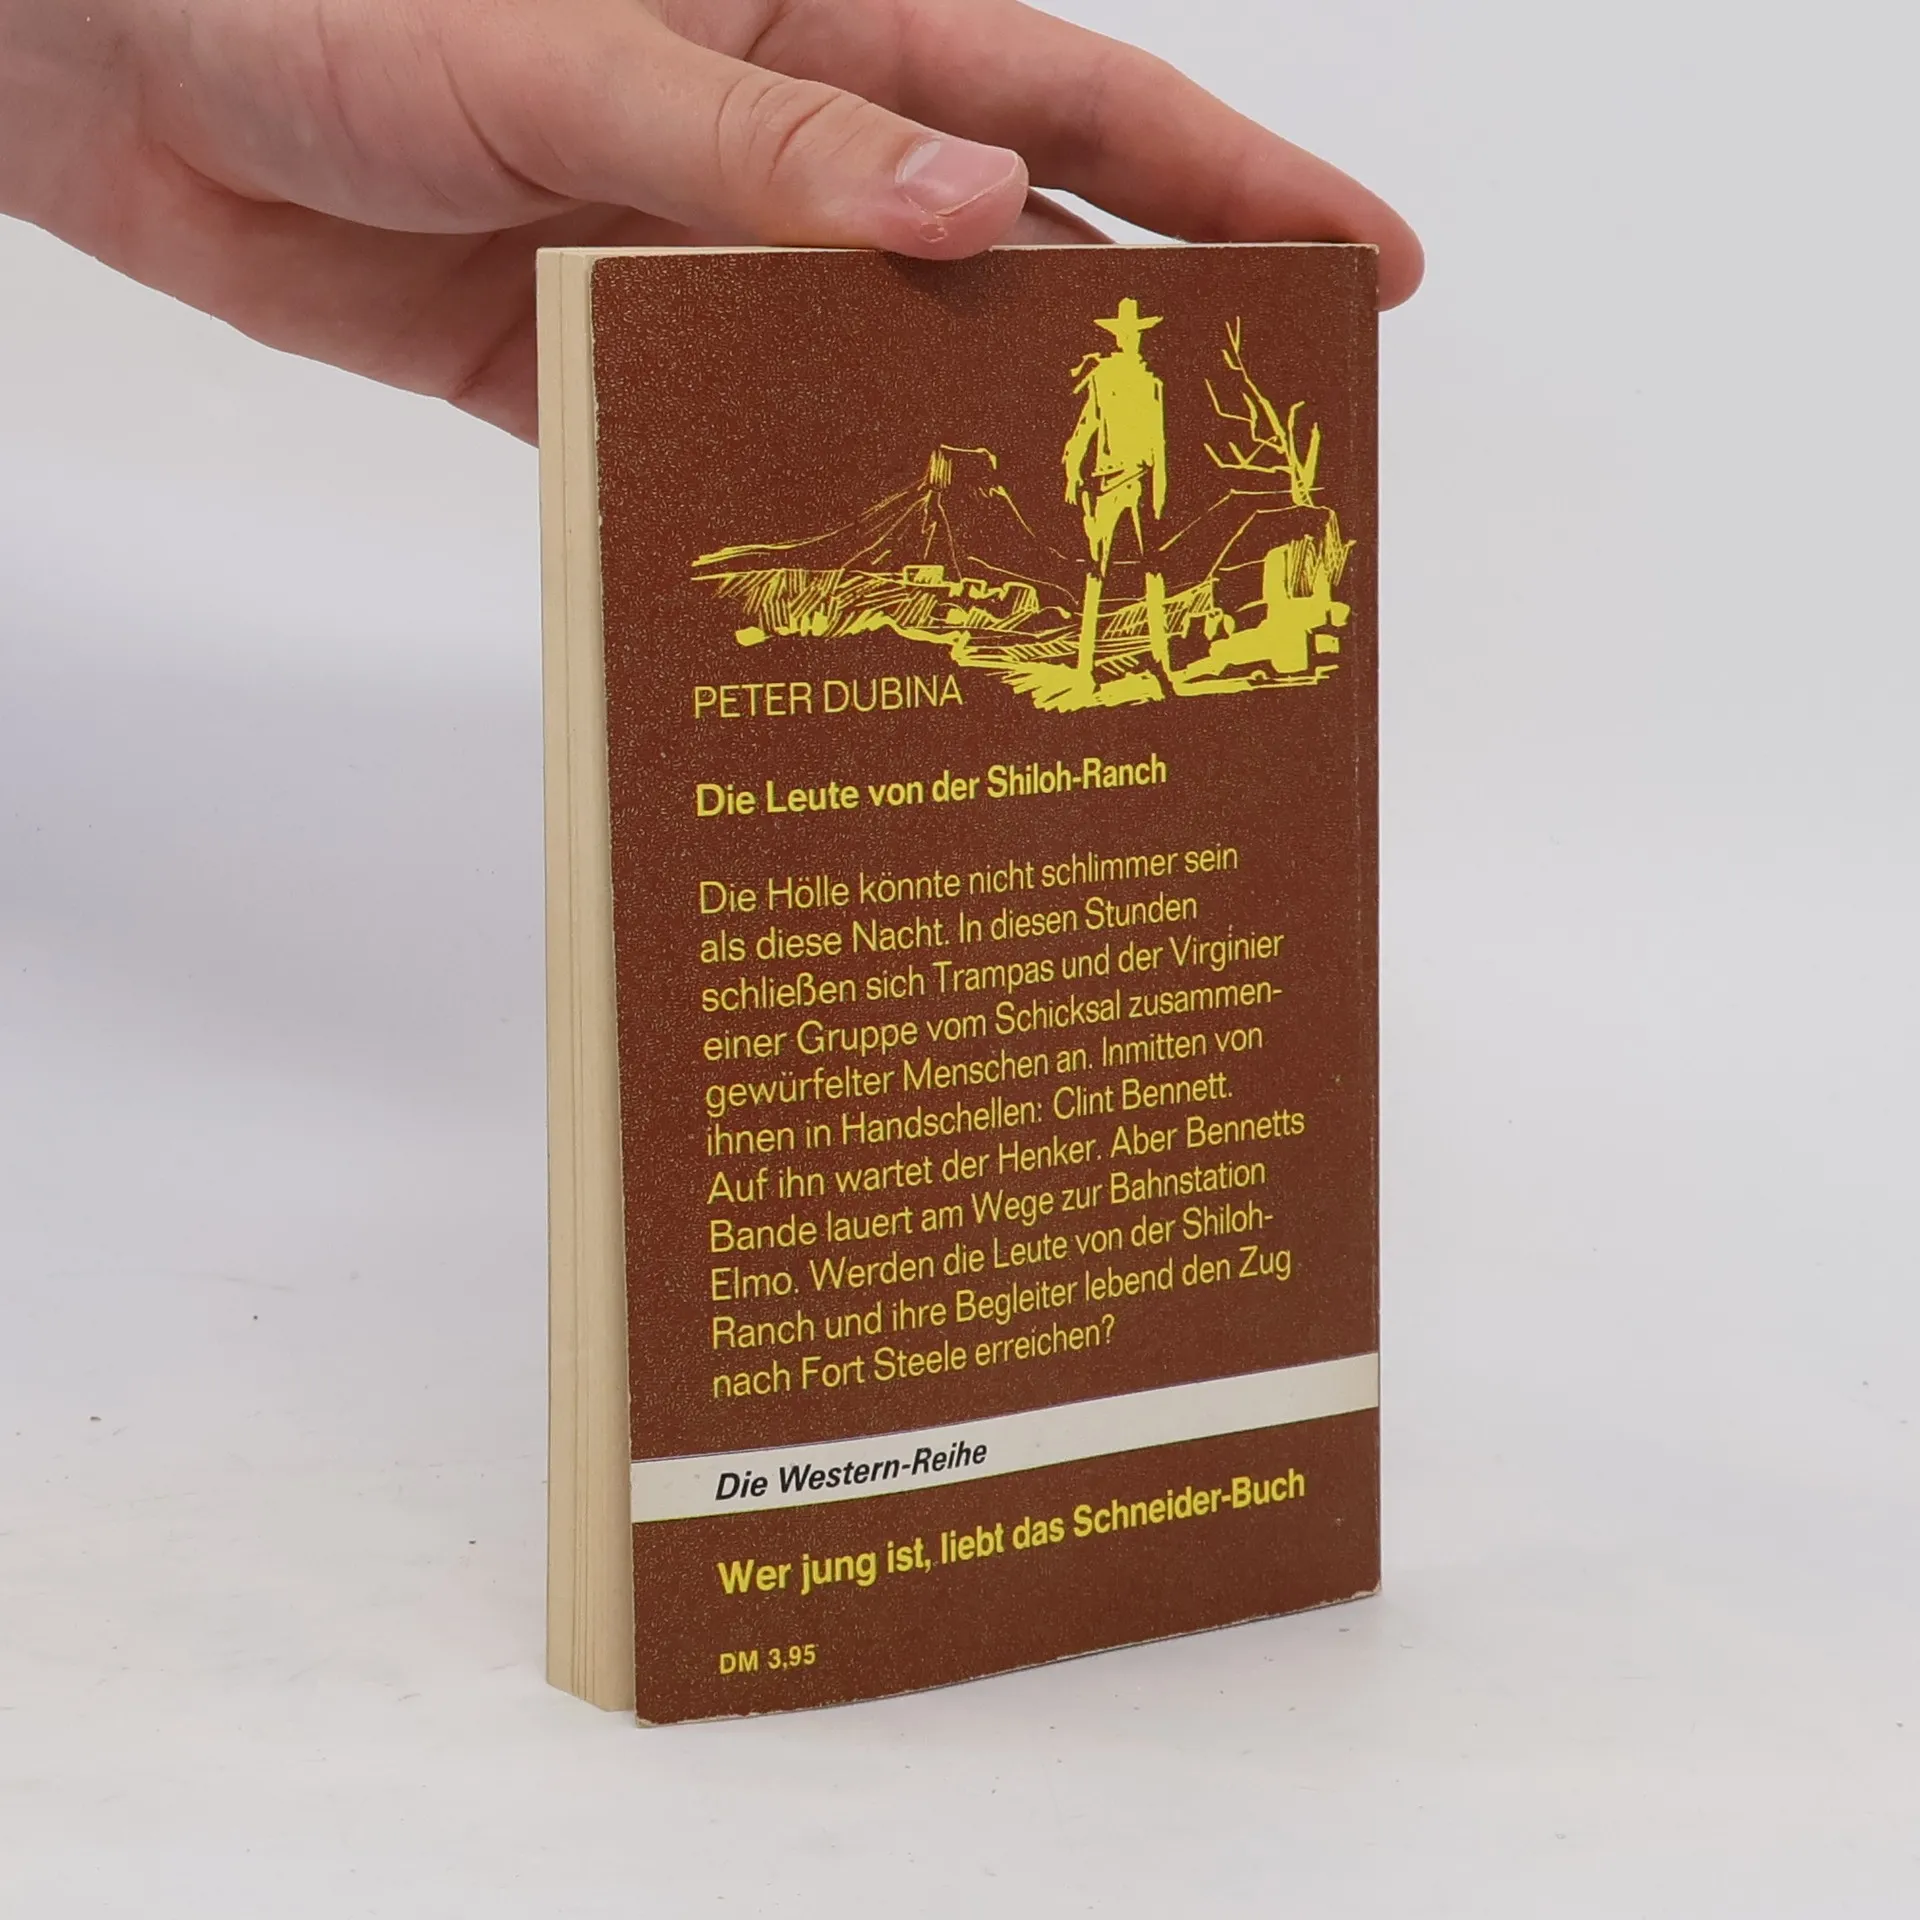 PETER DUBINA
Die Leute von der Shiloh-Ranch
Die Hölle könnte nicht schlimmer sein
als diese Nacht. In diesen Stunden
schließen sich Trampas und der Virginier
einer Gruppe vom Schicksal zusammen-
gewürfelter Menschen an. Inmitten von
ihnen in Handschellen: Clint Bennett.
Auf ihn wartet der Henker. Aber Bennetts
Bande lauert am Wege zur Bahnstation
Elmo. Werden die Leute von der Shiloh-
Ranch und ihre Begleiter lebend den Zug
nach Fort Steele erreichen?
Die Western-Reihe
Wer jung ist, liebt das Schneider-Buch
DM 3,95